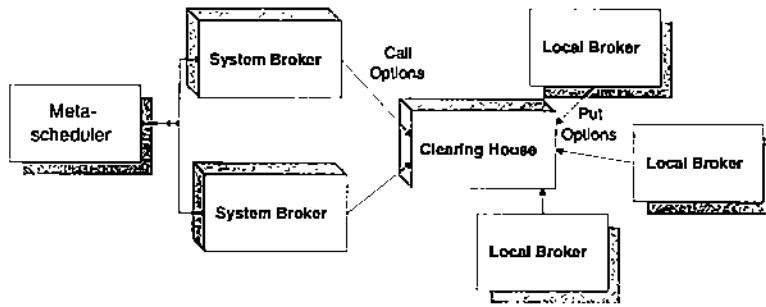 System Broker
Call
Options
Local Broker
Meta-
scheduler
Put
Options
Clearing House
Local Broker
System Broker
Local Broker